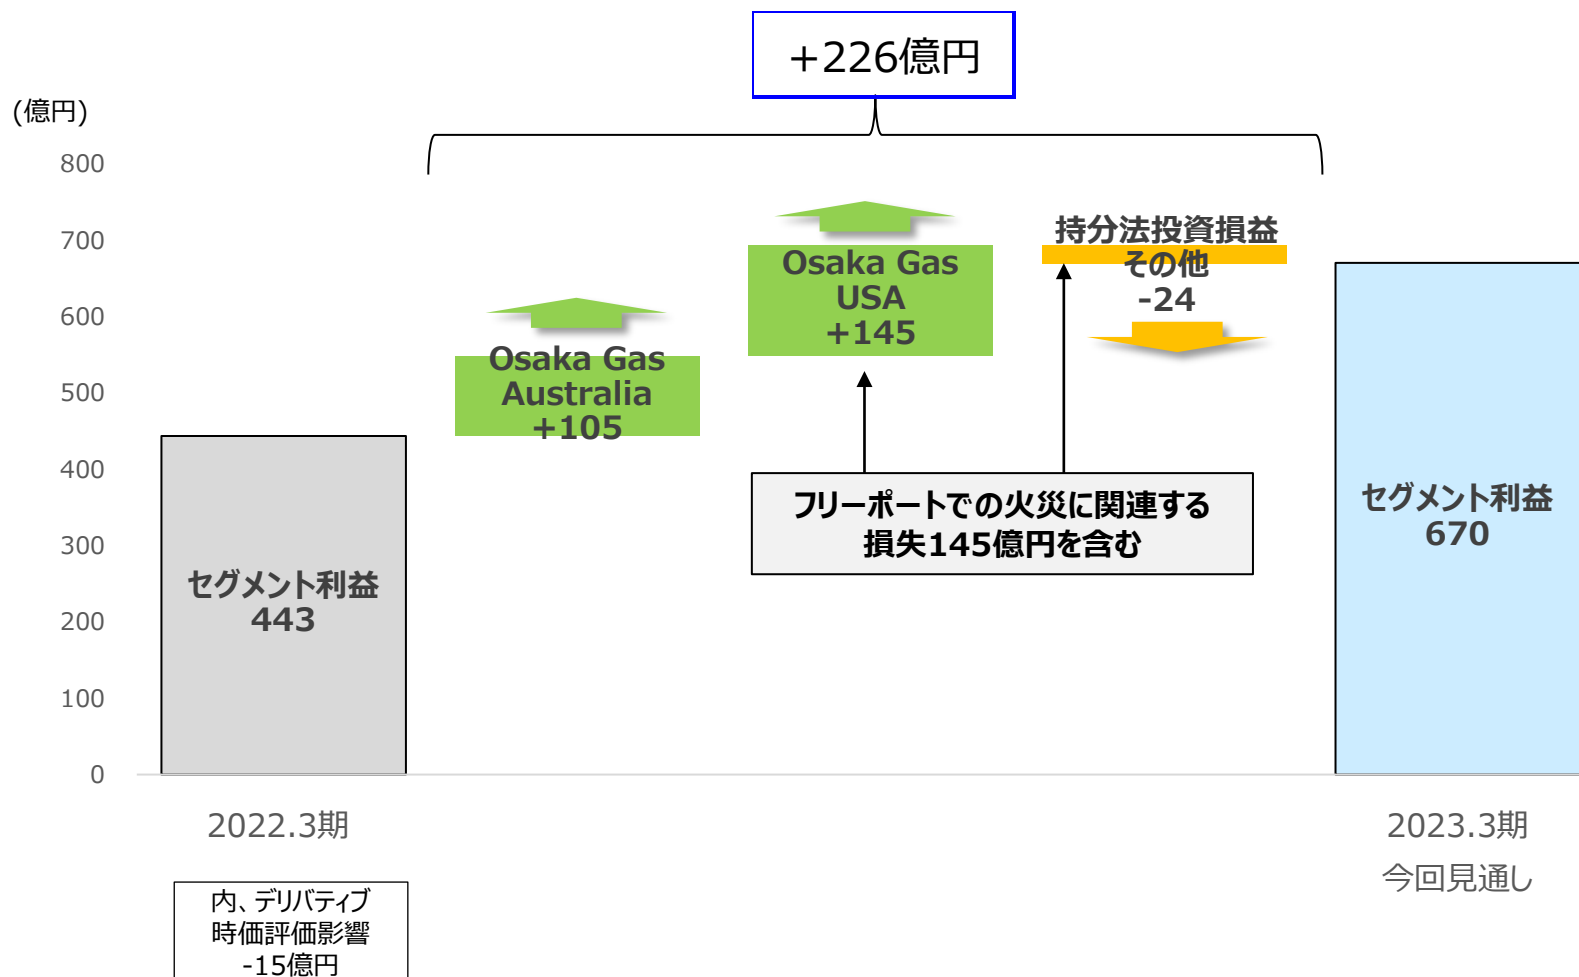 +226億円
(億円)
800
700
600
500
400
300
200
100
0
Osaka Gas
Australia
+105
Osaka Gas
USA
+145
持分法投資損益
その他
-24
フリーポートでの火災に関連する
損失145億円を含む
セグメント利益
443
セグメント利益
670
2022.3期
2023.3期
今回見通し
内、デリバティブ
時価評価影響
-15億円